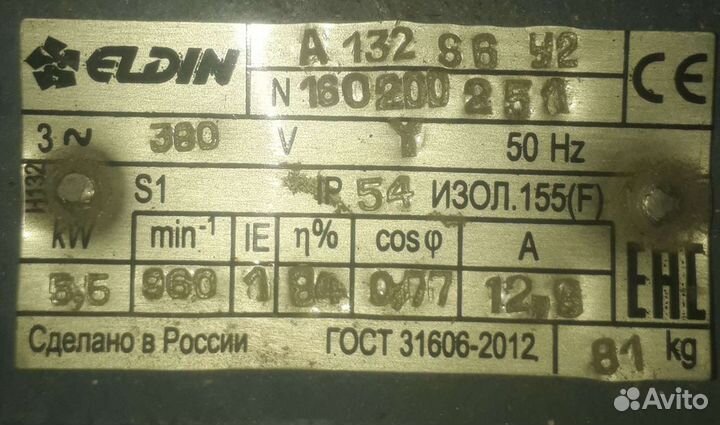 ELDIN
A 132 S6 У2
N 160200 251
CE
3 ~ 380 V Y 50 Hz
H132
S1 IP 54 ИЗОЛ.155(F)
kW min-1 IE η% cosφ A
5,5 960 1 84 0,77 12,9
EAC
Сделано в России ГОСТ 31606-2012 81 kg
Avito